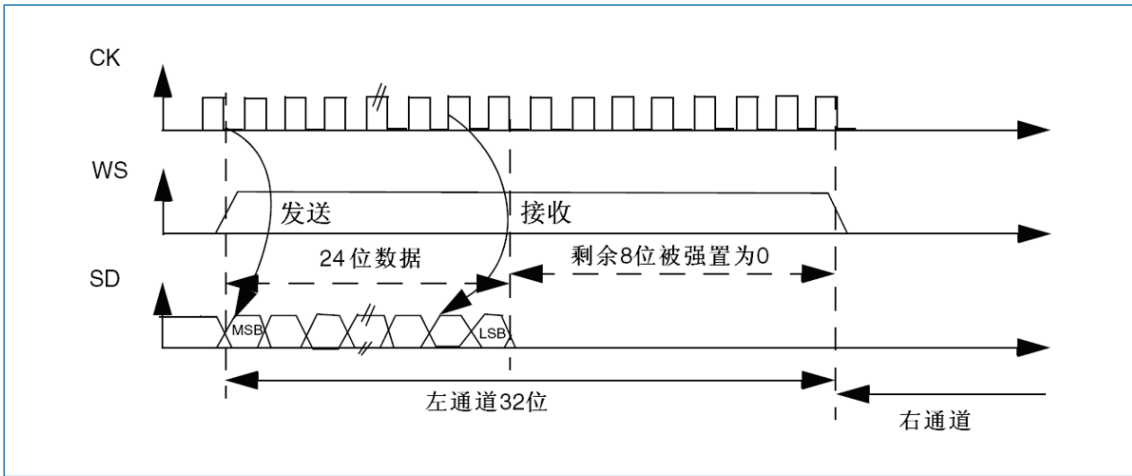 CK
WS
发送
接收
24位数据
剩余8位被强置为0
SD
MSB
LSB
左通道32位
右通道